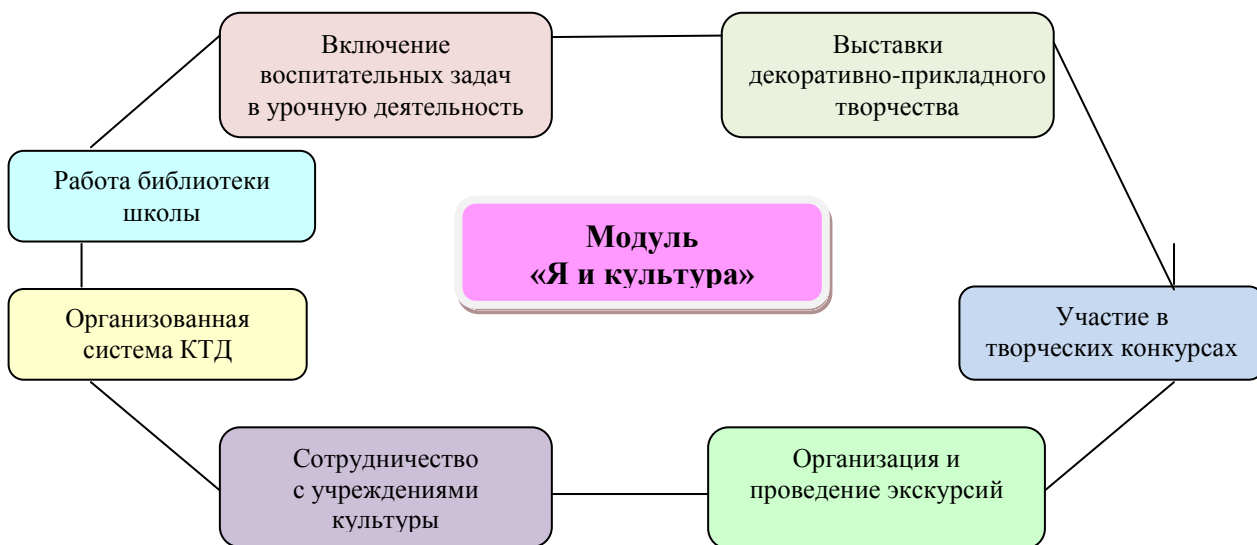 Включение
воспитательных задач
в урочную деятельность
Выставки
декоративно-прикладного
творчества
Работа библиотеки
школы
Модуль
«Я и культура»
Организованная
система КТД
Участие в
творческих конкурсах
Сотрудничество
с учреждениями
культуры
Организация и
проведение экскурсий